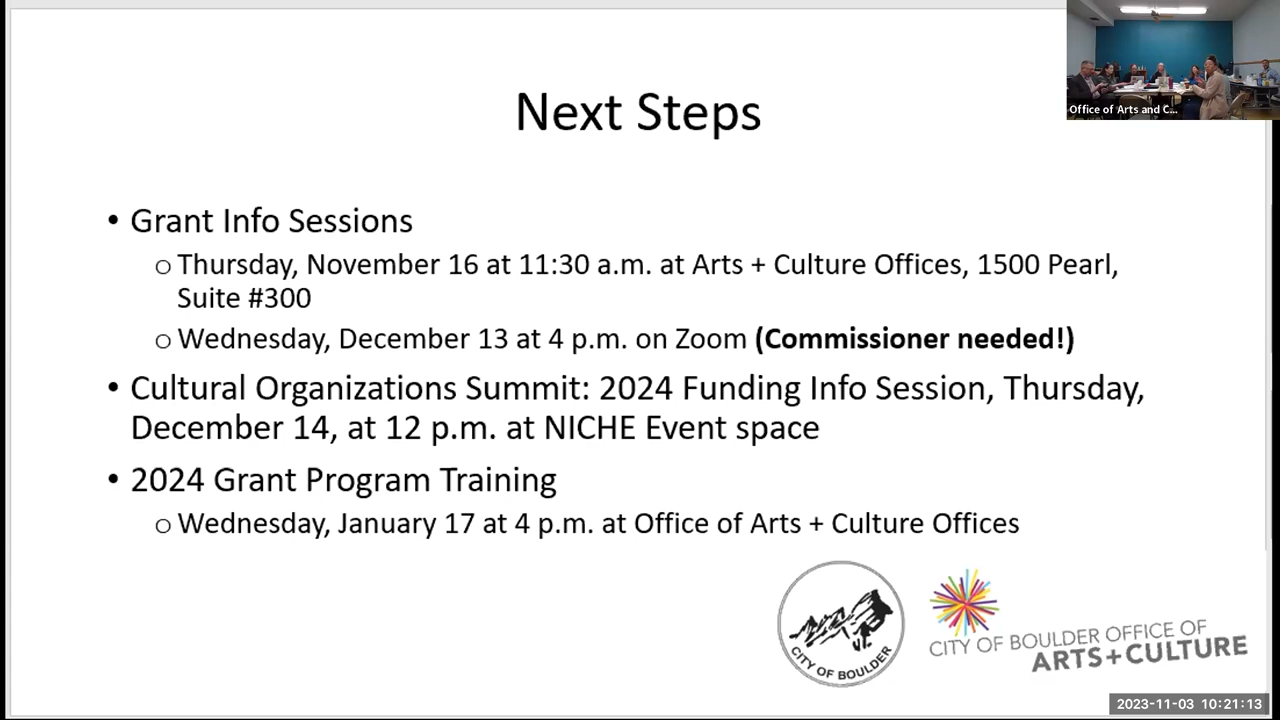 Office of Arts and C...
Next Steps
• Grant Info Sessions
○ Thursday, November 16 at 11:30 a.m. at Arts + Culture Offices, 1500 Pearl,
Suite #300
○ Wednesday, December 13 at 4 p.m. on Zoom (Commissioner needed!)
• Cultural Organizations Summit: 2024 Funding Info Session, Thursday,
December 14, at 12 p.m. at NICHE Event space
• 2024 Grant Program Training
○ Wednesday, January 17 at 4 p.m. at Office of Arts + Culture Offices
CITY OF BOULDER
CITY OF BOULDER OFFICE OF
ARTS+CULTURE
2023-11-03 10:21:13